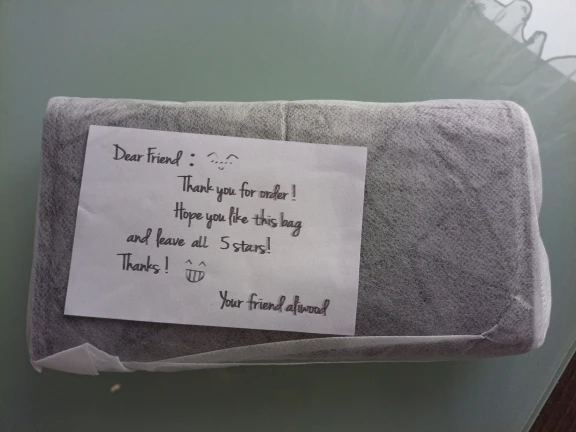 Dear Friend :
Thank you for order !
Hope you like this bag
and leave all 5 stars!
Thanks !
Your friend aliwood